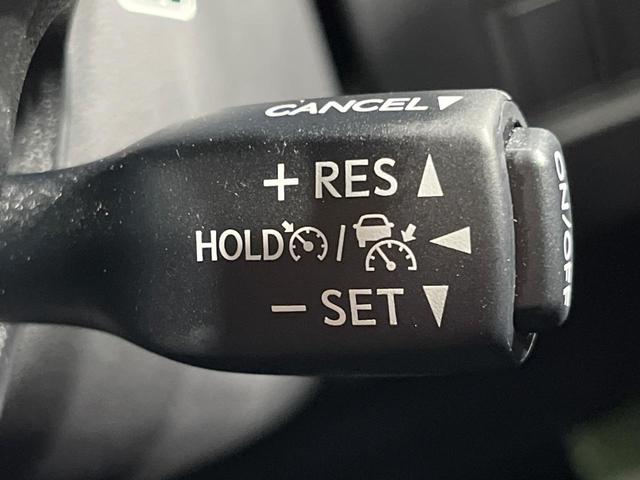 CANCEL
+ RES
HOLD /
- SET
ON/OFF